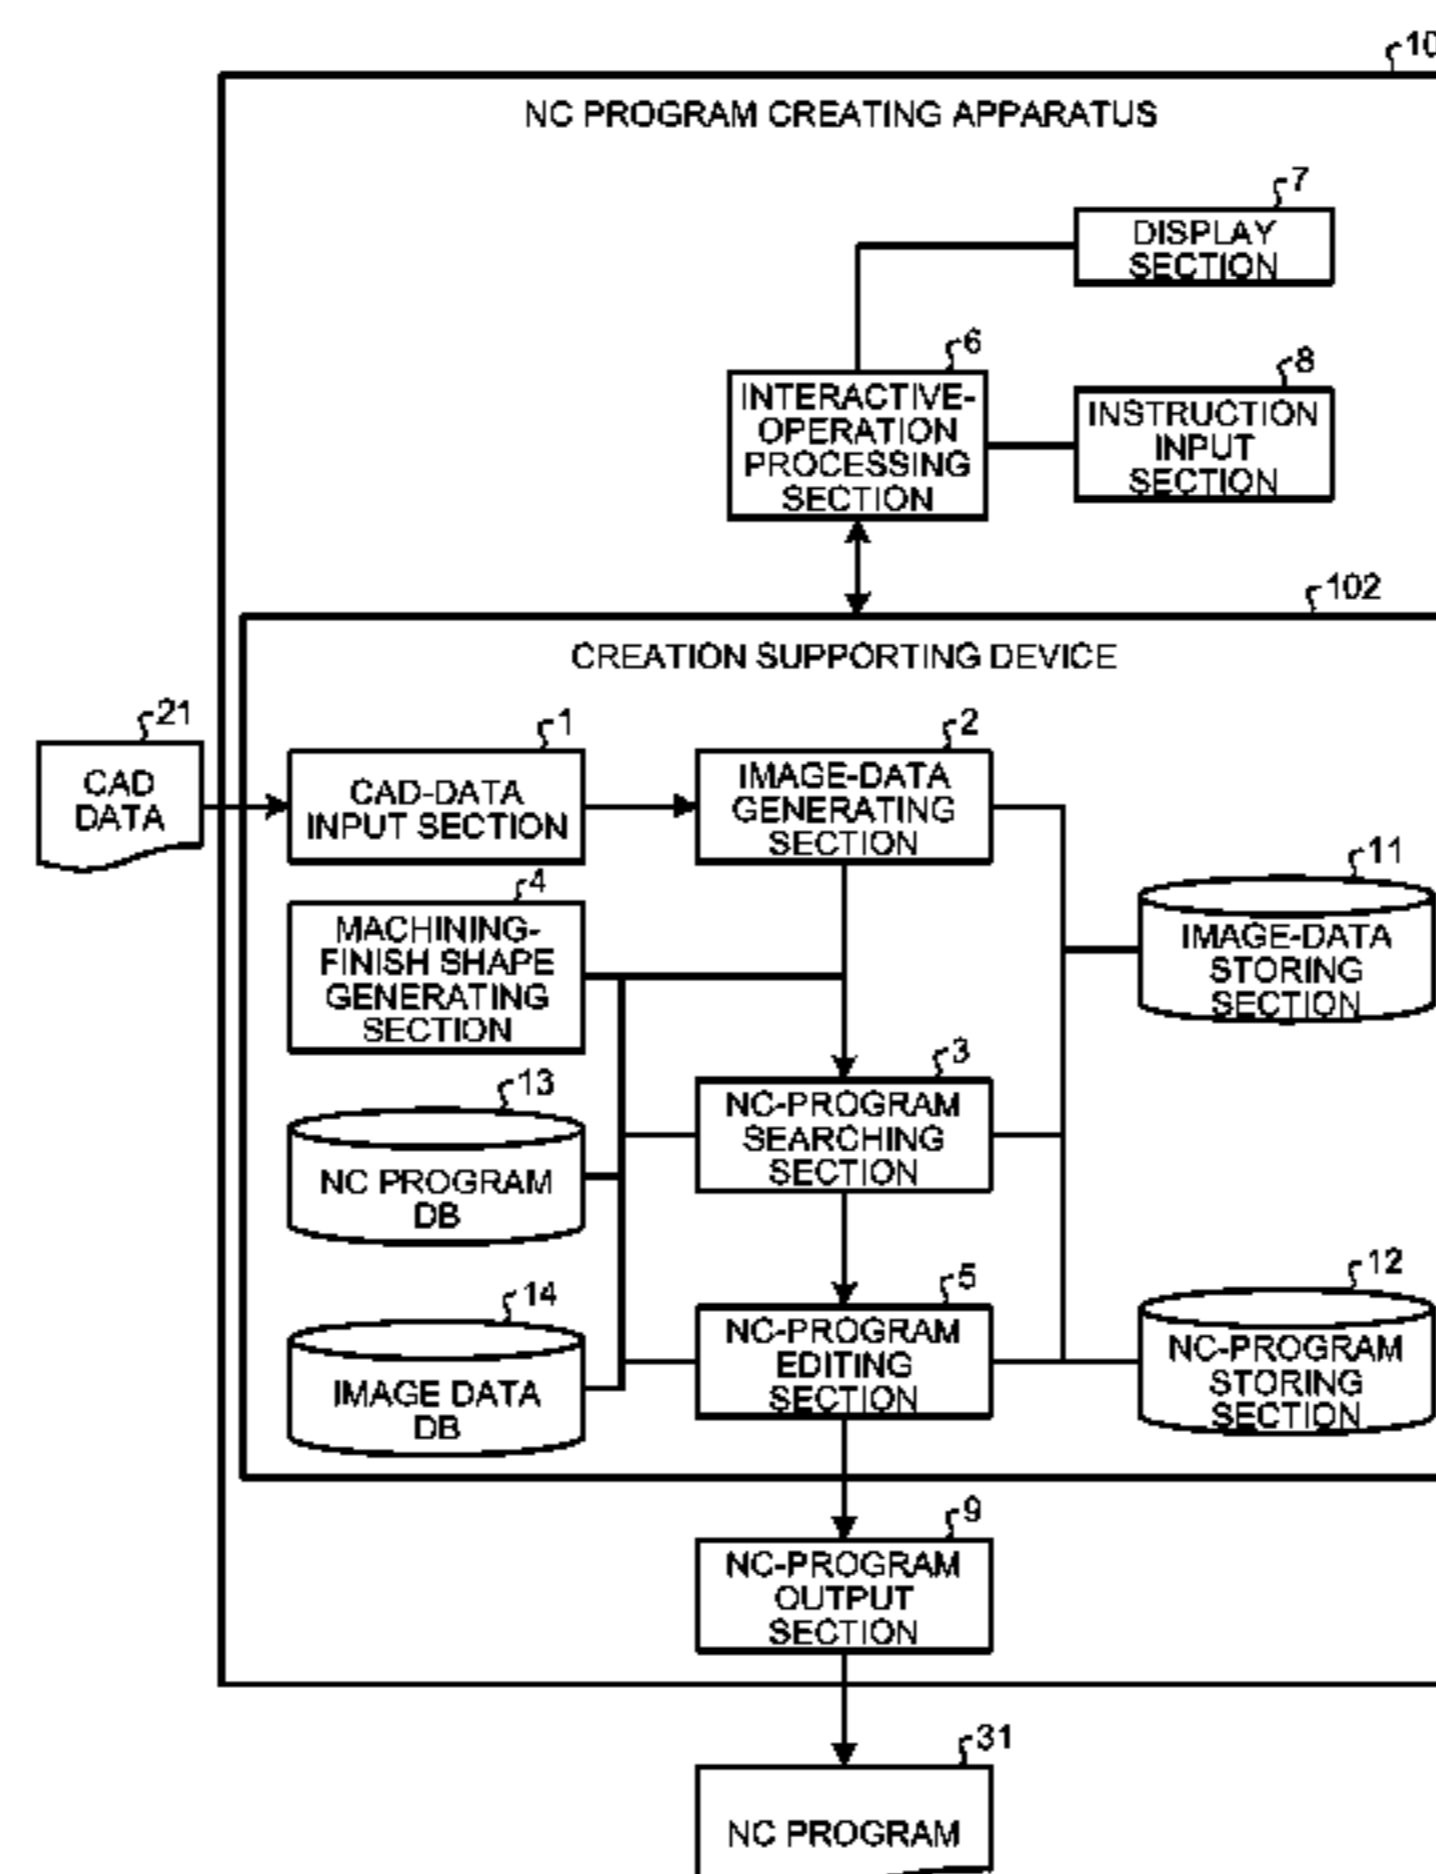 10
NC PROGRAM CREATING APPARATUS
7
DISPLAY
SECTION
6
INTERACTIVE-
OPERATION
PROCESSING
SECTION
8
INSTRUCTION
INPUT
SECTION
102
CREATION SUPPORTING DEVICE
21
CAD
DATA
1
CAD-DATA
INPUT SECTION
2
IMAGE-DATA
GENERATING
SECTION
11
IMAGE-DATA
STORING
SECTION
4
MACHINING-
FINISH SHAPE
GENERATING
SECTION
3
NC-PROGRAM
SEARCHING
SECTION
13
NC PROGRAM
DB
5
NC-PROGRAM
EDITING
SECTION
12
NC-PROGRAM
STORING
SECTION
14
IMAGE DATA
DB
9
NC-PROGRAM
OUTPUT
SECTION
31
NC PROGRAM